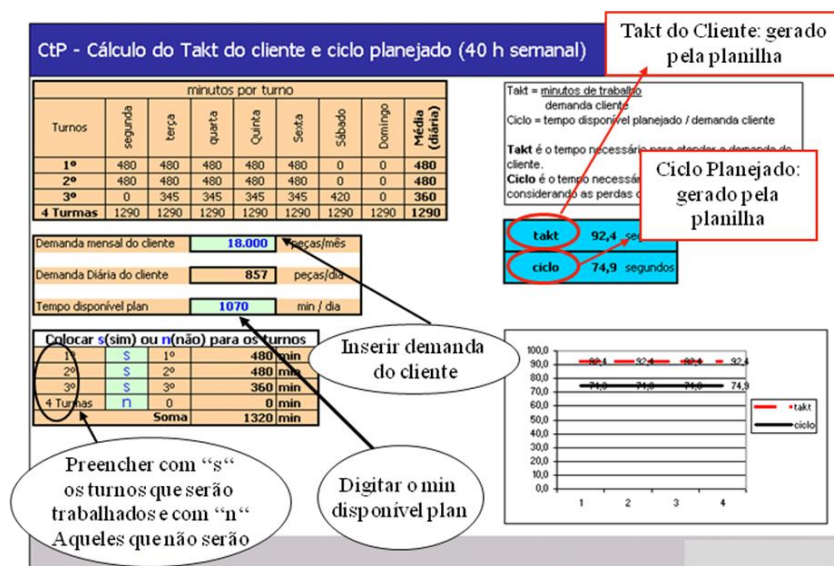 CtP - Cálculo do Takt do cliente e ciclo planejado (40 h semanal)
Takt do Cliente: gerado
pela planilha
minutos por turno
Turnos segunda terça quarta Quinta Sexta Sábado Domingo Média (diária)
1º 480 480 480 480 480 0 0 480
2º 480 480 480 480 480 0 0 480
3º 0 345 345 345 345 420 0 360
4 Turmas 1290 1290 1290 1290 1290 1290 1290 1290
Takt = minutos de trabalho
demanda cliente
Ciclo = tempo disponível planejado / demanda cliente
Takt é o tempo necessário para atender a demanda do
cliente.
Ciclo é o tempo
considerando as perdas
Ciclo Planejado:
gerado pela
planilha
takt 92,4
ciclo 74,9 segundos
Demanda mensal do cliente 18.000 peças/mês
Demanda Diária do cliente 857 peças/dia
Tempo disponível plan 1070 min / dia
Colocar s(sim) ou n(não) para os turnos
1º s 1º 480 min
2º s 2º 480 min
3º s 3º 360 min
4 Turmas n 0 0 min
Soma 1320 min
Inserir demanda
do cliente
Preencher com “s“
os turnos que serão
trabalhados e com “n“
Aqueles que não serão
Digitar o min
disponível plan
100,0
90,0
80,0
70,0
60,0
50,0
40,0
30,0
20,0
10,0
0,0
92,4 92,4 92,4 92,4
74,9 74,9 74,9 74,9
1 2 3 4
takt
ciclo